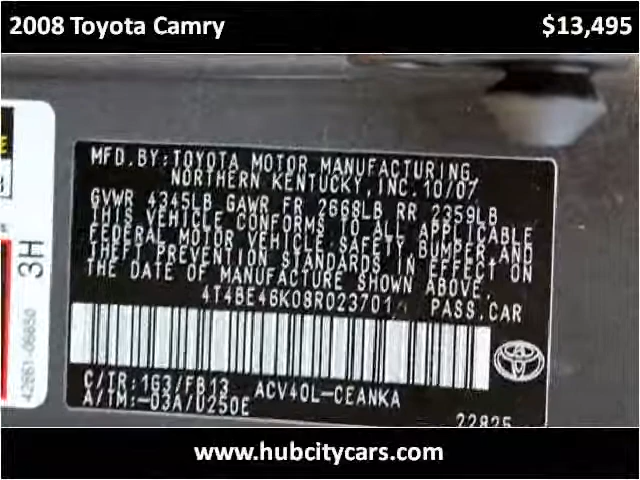 2008 Toyota Camry
$13,495
MFD.BY:TOYOTA MOTOR MANUFACTURING,
NORTHERN KENTUCKY,INC.10/07
GVWR 4345LB GAWR FR 2668LB RR 2359LB
THIS VEHICLE CONFORMS TO ALL APPLICABLE
FEDERAL MOTOR VEHICLE SAFETY,BUMPER,AND
THEFT PREVENTION STANDARDS IN EFFECT ON
THE DATE OF MANUFACTURE SHOWN ABOVE.
4T4BE46K08R023701 PASS.CAR
C/TR:1G3/FB13 ACV40L-CEANKA
A/TM:-03A/U250E
22825
3H
www.hubcitycars.com